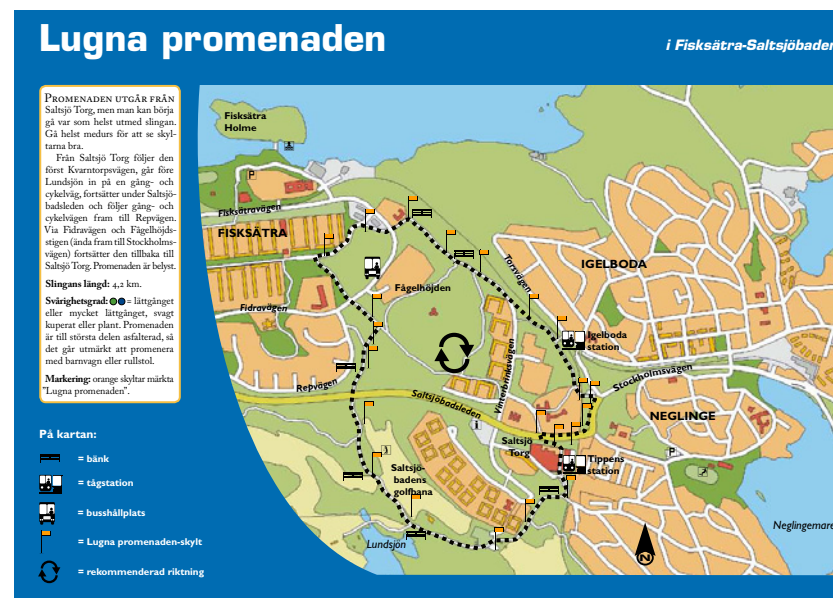 Lugna promenaden
i Fisksätra-Saltsjöbaden
PROMENADEN UTGÅR FRÅN
Saltsjö Torg, men man kan börja
gå var som helst utmed slingan.
Gå helst medurs för att se skyl-
tarna bra.
Från Saltsjö Torg följer den
först Kvarntorpsvägen, går före
Lundsjön in på en gång- och
cykelväg, fortsätter under Saltsjö-
badsleden och följer gång- och
cykelvägen fram till Repvägen.
Via Fidravägen och Fågelhöjds-
stigen (ända fram till Stockholms-
vägen) fortsätter den tillbaka till
Saltsjö Torg. Promenaden är belyst.
Slingans längd: 4,2 km.
Svårighetsgrad: = lättgånget
eller mycket lättgånget, svagt
kuperat eller plant. Promenaden
är till största delen asfalterad, så
det går utmärkt att promenera
med barnvagn eller rullstol.
Markering: orange skyltar märkta
"Lugna promenaden".
På kartan:
= bänk
= tågstation
= busshållplats
= Lugna promenaden-skylt
= rekommenderad riktning
Fisksätra
Holme
P
Fisksätravägen
FISKSÄTRA
Fidravägen
Fågelhöjden
Torsvägen
IGELBODA
Igelboda
station
Repvägen
Vinterbrinksvägen
Stockholmsvägen
Saltsjöbadsleden
NEGLINGE
i
Saltsjö
Torg
P
Tippens
station
Saltsjö-
badens
golfbana
Lundsjön
Neglingemare
N